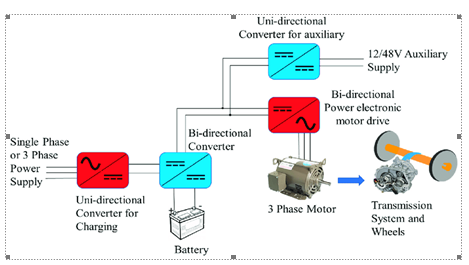 Uni-directional
Converter for auxiliary
12/48V Auxiliary
Supply
Bi-directional
Power electronic
motor drive
Bi-directional
Converter
Single Phase
or 3 Phase
Power
Supply
Uni-directional
Converter for
Charging
Battery
3 Phase Motor
Transmission
System and
Wheels